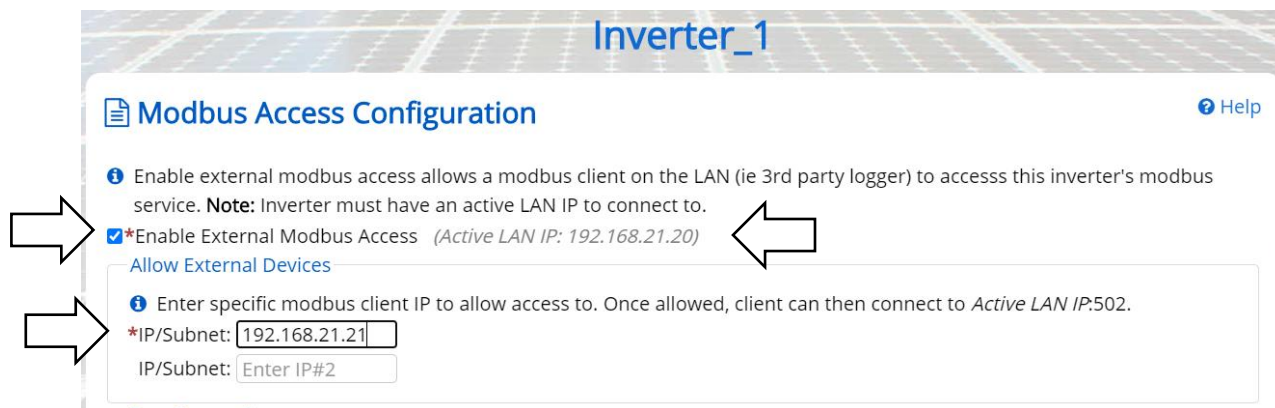 Inverter_1
Modbus Access Configuration
Help
Enable external modbus access allows a modbus client on the LAN (ie 3rd party logger) to accesss this inverter's modbus
service. Note: Inverter must have an active LAN IP to connect to.
*Enable External Modbus Access (Active LAN IP: 192.168.21.20)
Allow External Devices
Enter specific modbus client IP to allow access to. Once allowed, client can then connect to Active LAN IP:502.
*IP/Subnet: 192.168.21.21
IP/Subnet: Enter IP#2